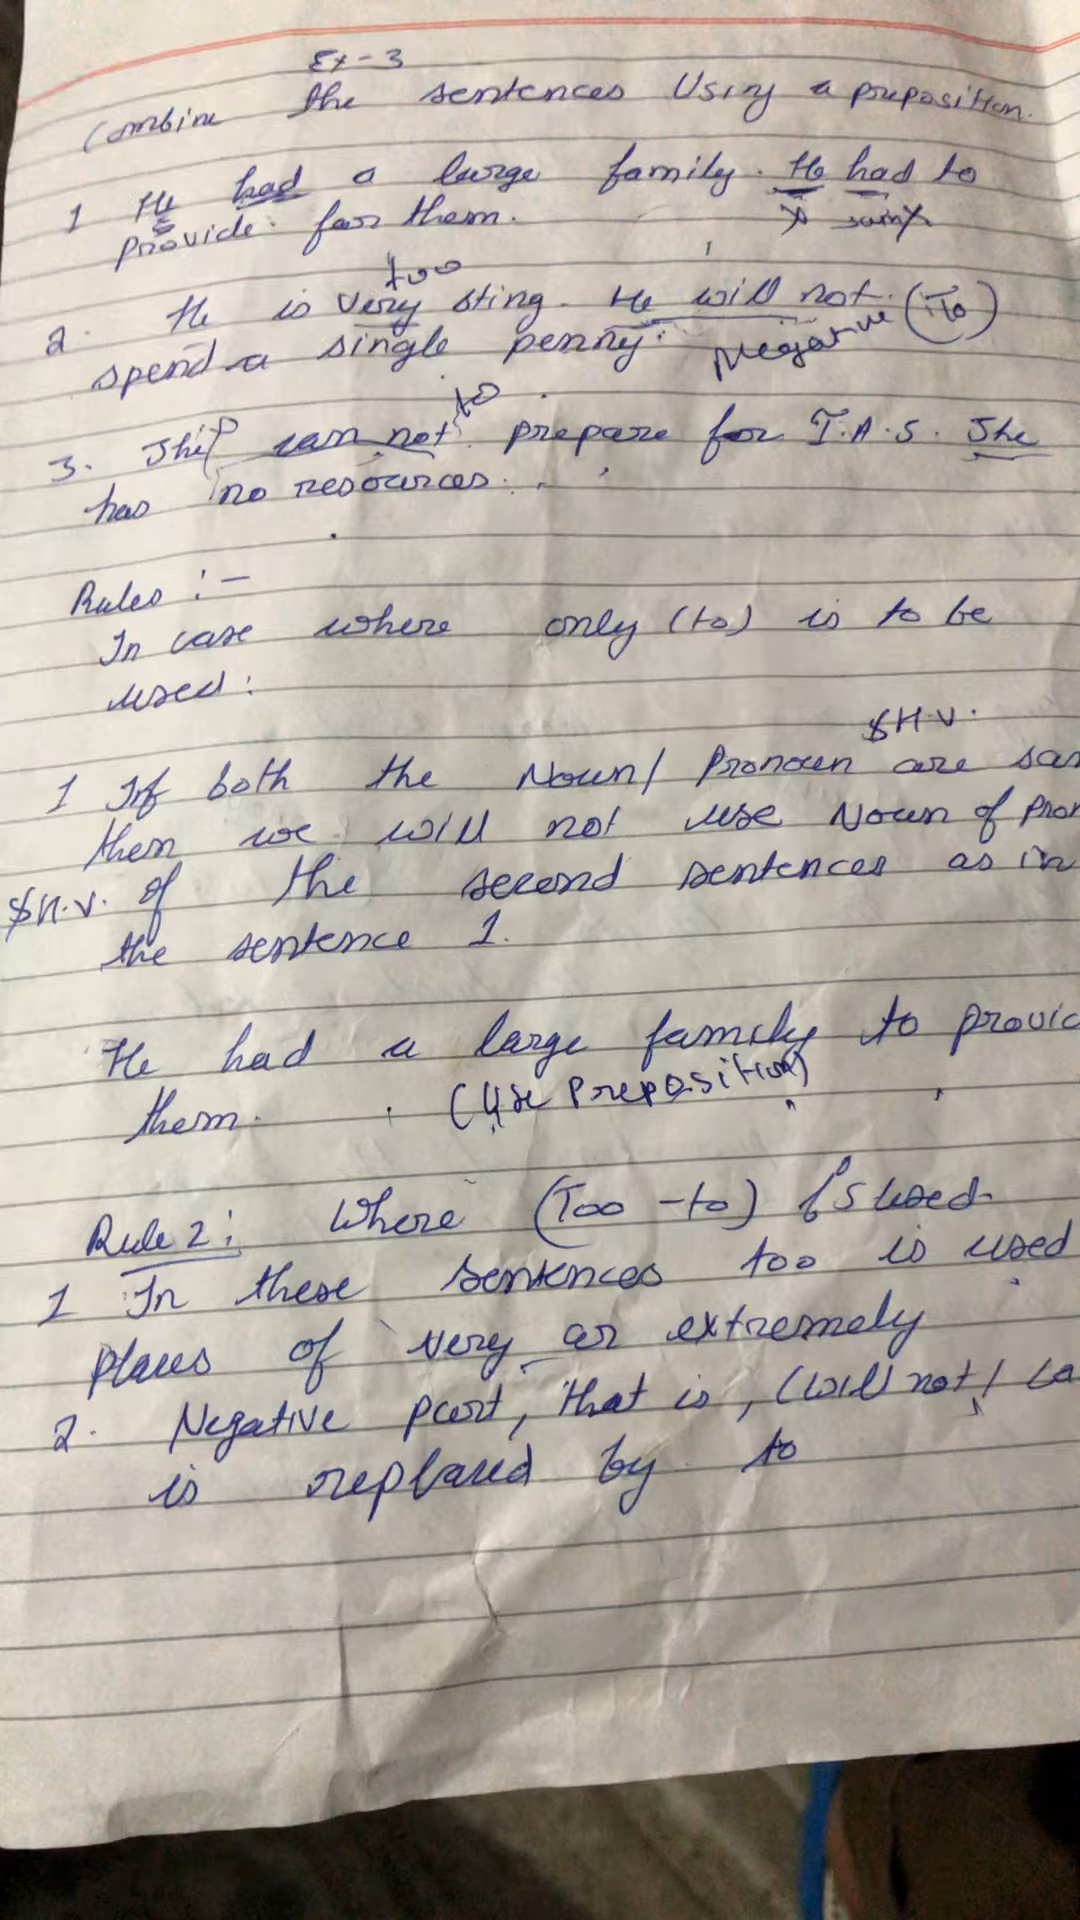 Ex-3
Combine the sentences Using a preposition.
1 He had a large family. He had to
x same x
provide for them.
too
2. He is very sting. He will not. (To)
spend a single penny. Negative
to
3. She can not prepare for I.A.S. She
has no resources.
Rules :-
In case where only (to) is to be
used:
$H.V.
1 If both the Noun/ Pronoun are sam
then we will not use Noun of pron
$H.V. of the second sentences as in
the sentence 1.
He had a large family to provid
them. (Use preposition)
Rule 2: Where (Too -to) is used
1 In these sentences too is used
places of very or extremely
2. Negative part, that is, (will not / ca
is replaced by to